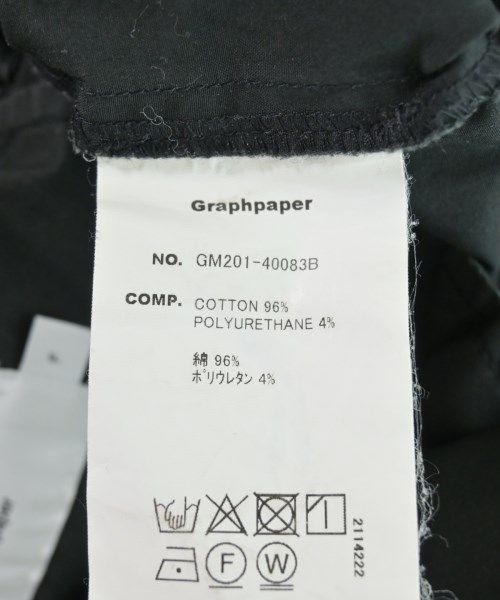 Graphpaper
NO. GM201-40083B
COMP. COTTON 96%
POLYURETHANE 4%
綿 96%
ﾎﾟﾘｳﾚﾀﾝ 4%
F
W
2114222